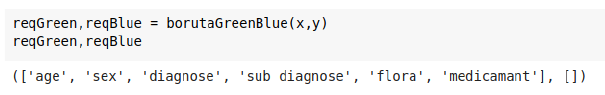 reqGreen,reqBlue = borutaGreenBlue(x,y)
reqGreen,reqBlue
(['age', 'sex', 'diagnose', 'sub diagnose', 'flora', 'medicamant'], [])